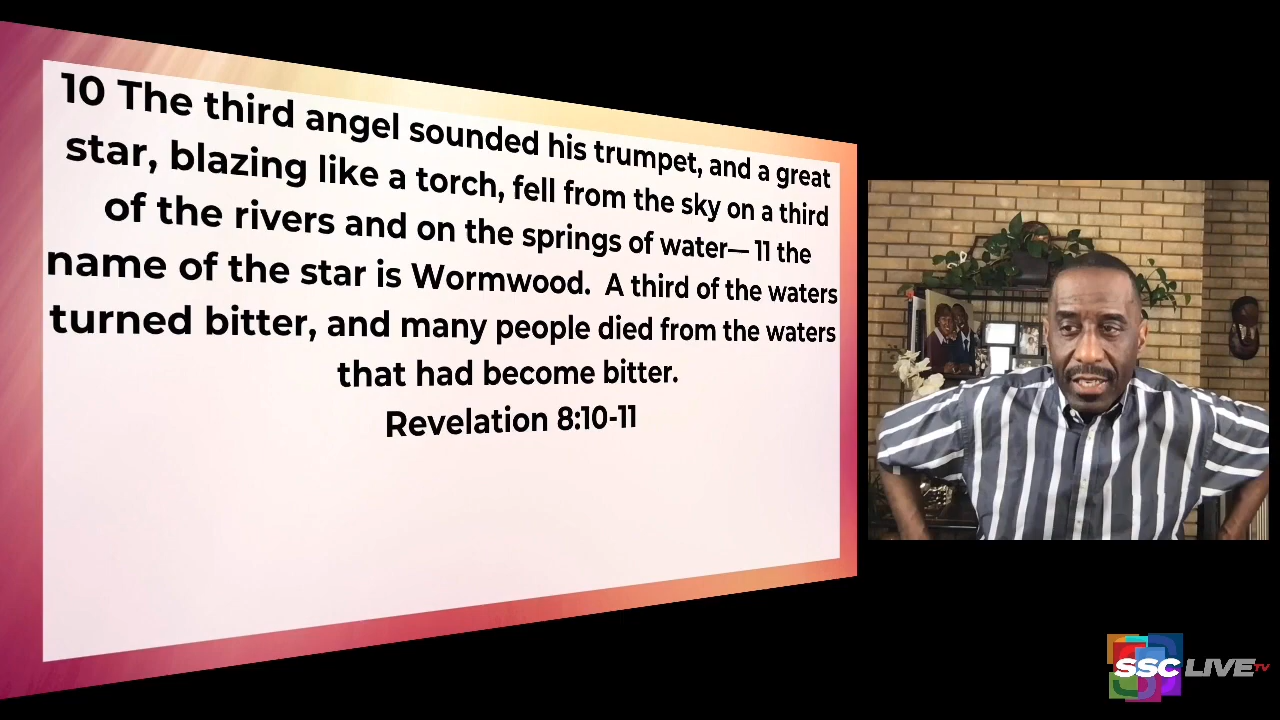 10 The third angel sounded his trumpet, and a great
star, blazing like a torch, fell from the sky on a third
of the rivers and on the springs of water— 11 the
name of the star is Wormwood.  A third of the waters
turned bitter, and many people died from the waters
that had become bitter.
Revelation 8:10-11
SSC LIVE TV